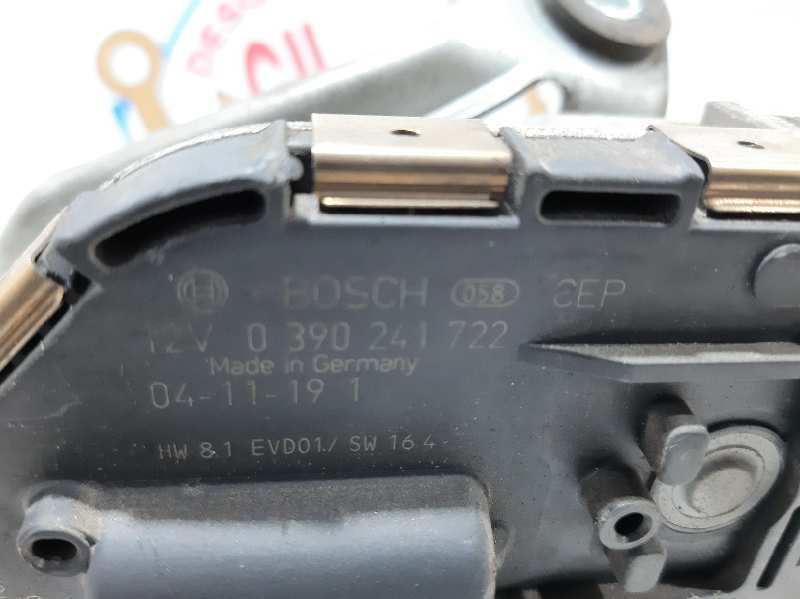 BOSCH 058 CEP
12V 0 390 241 722
Made in Germany
04-11-19 1
HW 8.1 EVD01/ SW 16 4